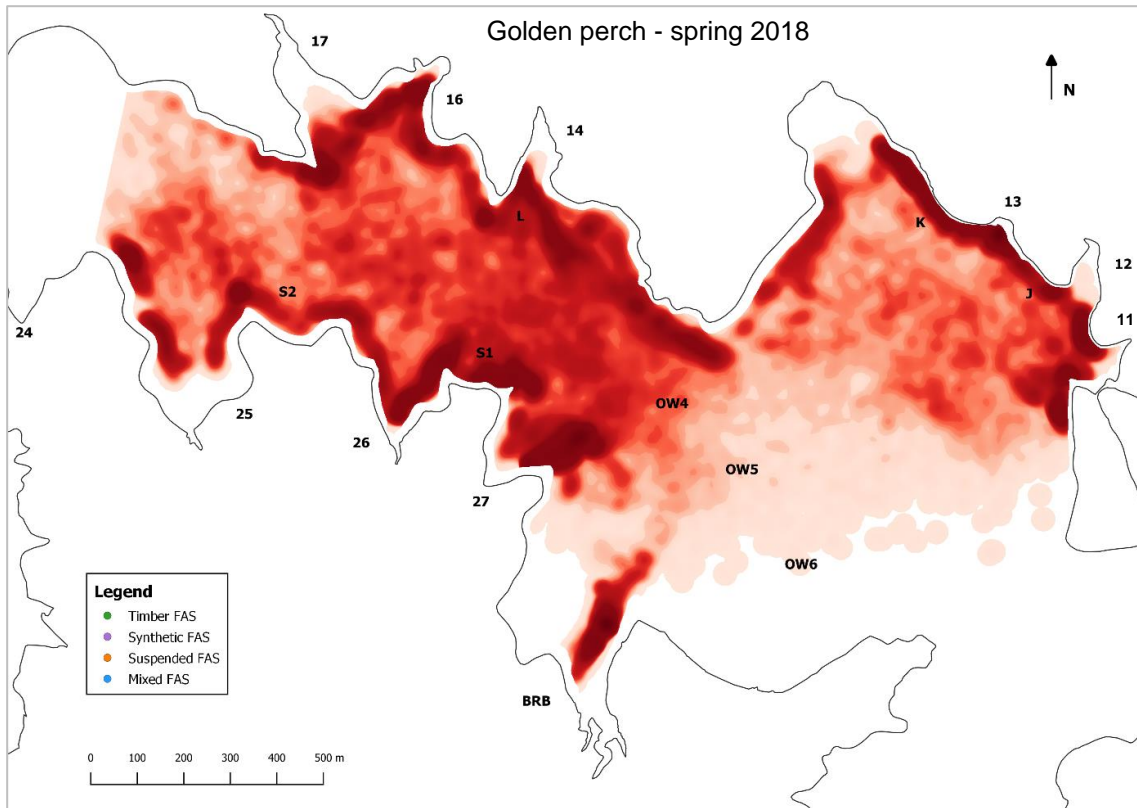 Golden perch - spring 2018
17
16
14
N
13
K
L
12
J
S2
11
24
S1
OW4
25
26
OW5
27
OW6
Legend
Timber FAS
Synthetic FAS
Suspended FAS
Mixed FAS
BRB
0 100 200 300 400 500 m